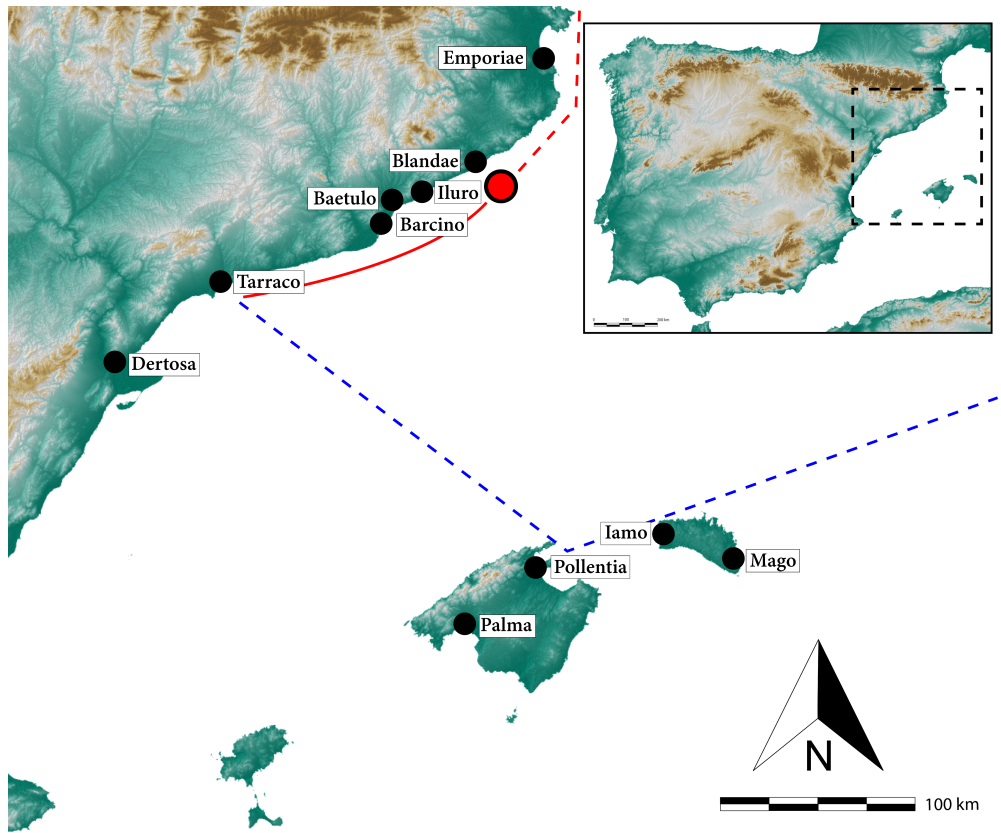 Emporiae
Blandae
Iluro
Baetulo
Barcino
Tarraco
Dertosa
Iamo
Mago
Pollentia
Palma
N
100 km